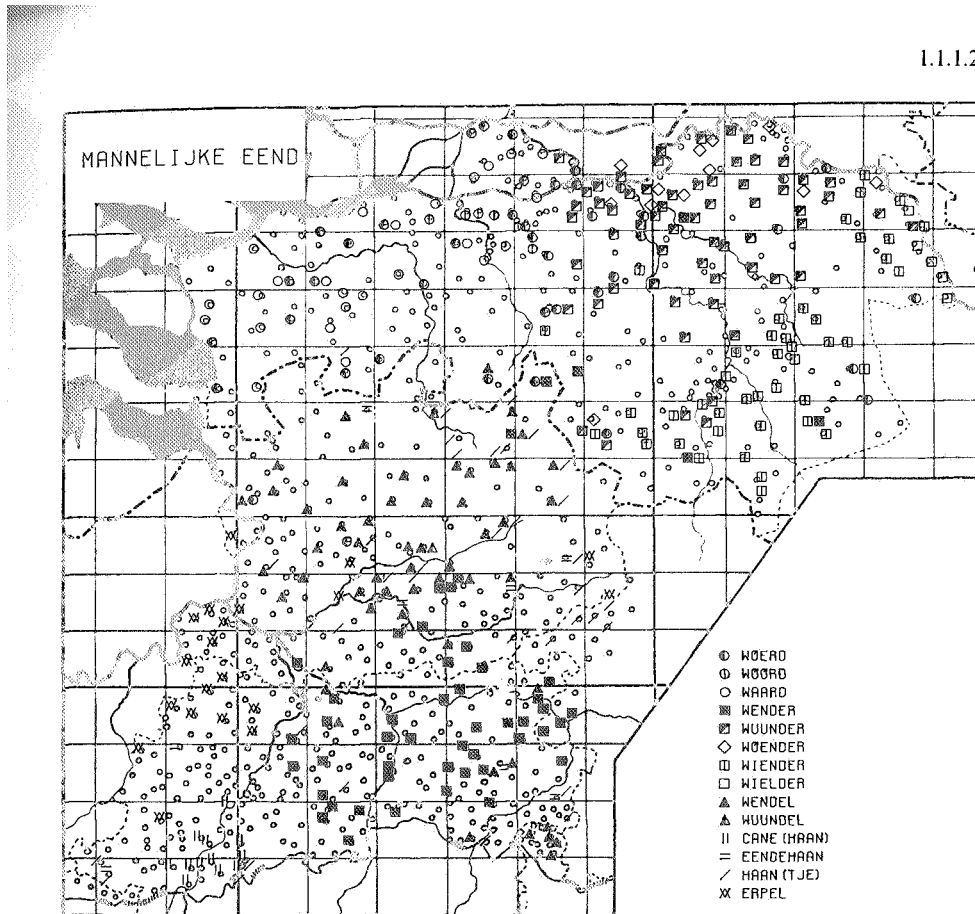 1.1.1.2
MANNELIJKE EEND
WOERD
WOORD
WAARD
WENDER
WUUNDER
WOENDER
WIENDER
WIELDER
WENDEL
WUUNDEL
CANE (HAAN)
EENDEHAAN
HAAN (TJE)
ERPEL